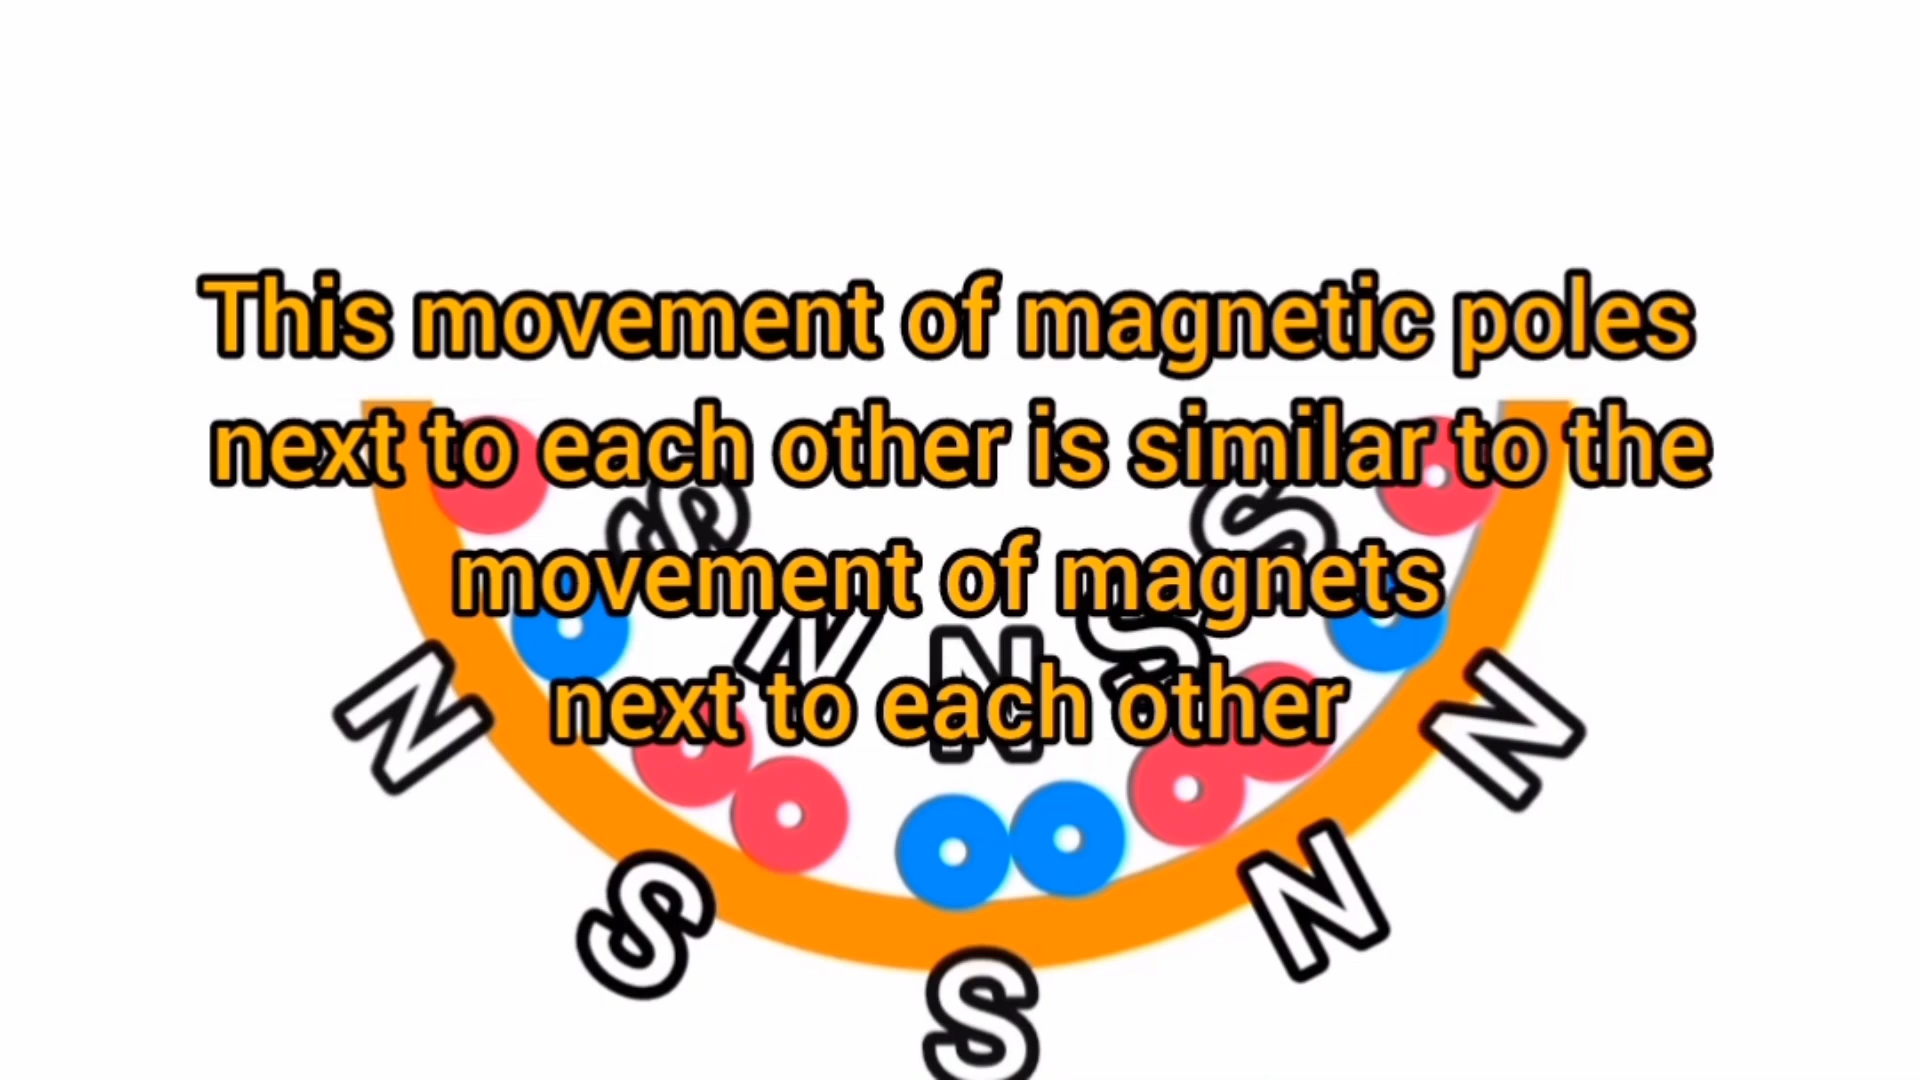 This movement of magnetic poles
next to each other is similar to the
movement of magnets
next to each other
S S
N N S
N N
S N
S